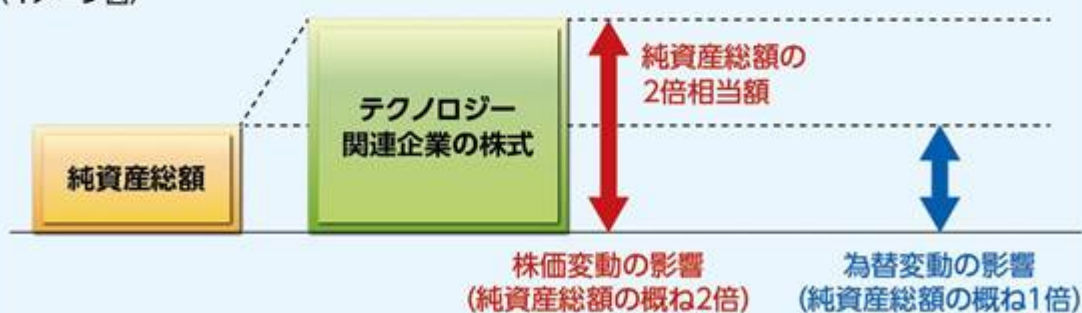 純資産総額の
2倍相当額
テクノロジー
関連企業の株式
純資産総額
株価変動の影響
(純資産総額の概ね2倍)
為替変動の影響
(純資産総額の概ね1倍)